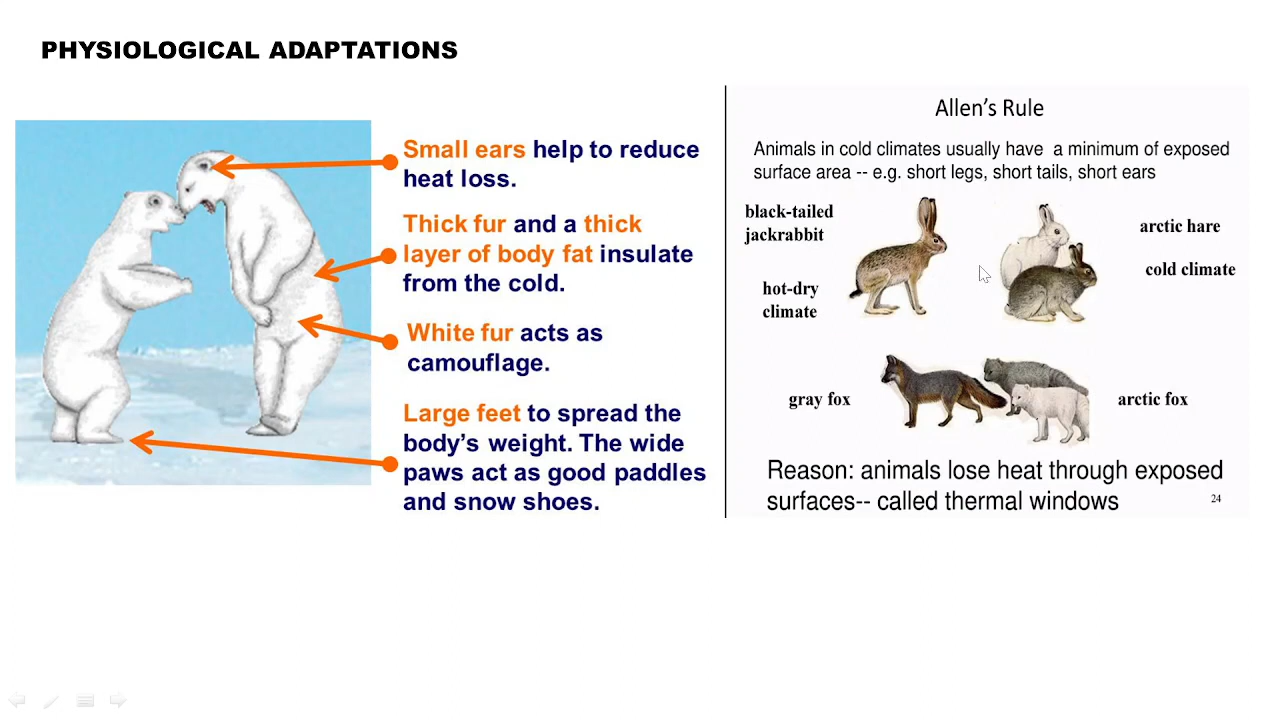 PHYSIOLOGICAL ADAPTATIONS
Small ears help to reduce
heat loss.
Thick fur and a thick
layer of body fat insulate
from the cold.
White fur acts as
camouflage.
Large feet to spread the
body's weight. The wide
paws act as good paddles
and snow shoes.
Allen's Rule
Animals in cold climates usually have a minimum of exposed
surface area -- e.g. short legs, short tails, short ears
black-tailed
jackrabbit
hot-dry
climate
arctic hare
cold climate
gray fox
arctic fox
Reason: animals lose heat through exposed
surfaces-- called thermal windows
24